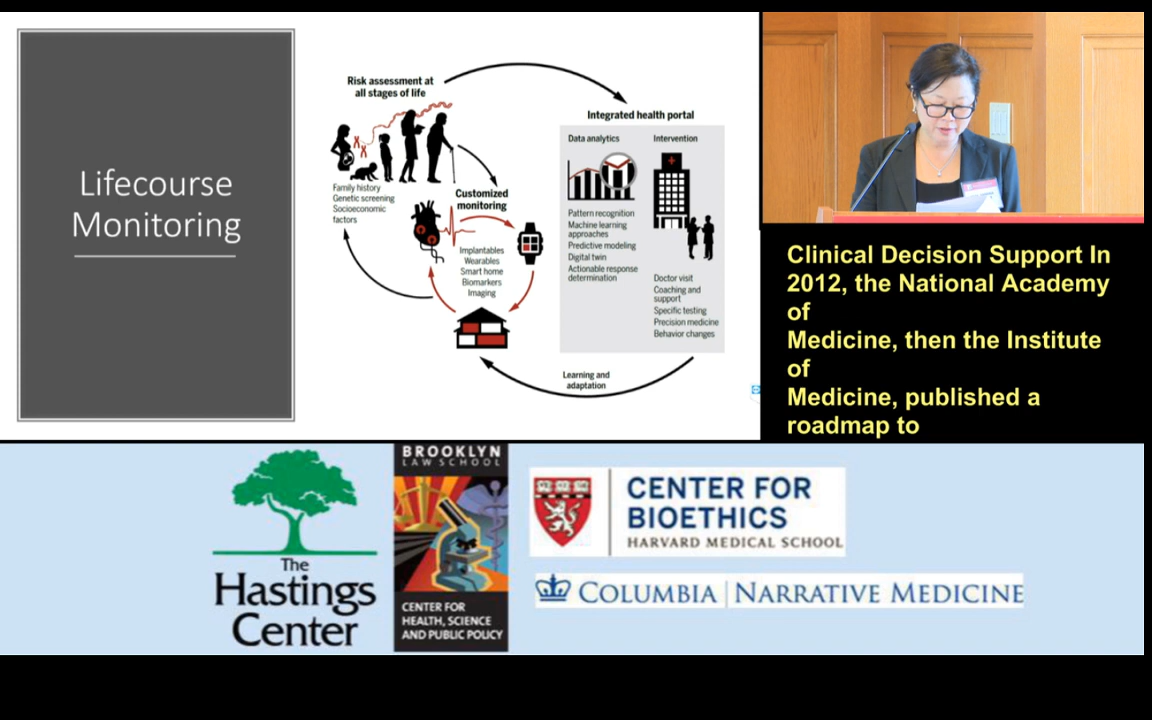 Lifecourse
Monitoring
Risk assessment at
all stages of life
Family history
Genetic screening
Socioeconomic
factors
Customized
monitoring
Implantables
Wearables
Smart home
Biomarkers
Imaging
Integrated health portal
Data analytics
Pattern recognition
Machine learning
approaches
Predictive modeling
Digital twin
Actionable response
determination
Intervention
Doctor visit
Coaching and
support
Specific testing
Precision medicine
Behavior changes
Learning and
adaptation
Clinical Decision Support In
2012, the National Academy
of
Medicine, then the Institute
of
Medicine, published a
roadmap to
The
Hastings
Center
BROOKLYN
LAW SCHOOL
CENTER FOR
HEALTH, SCIENCE
AND PUBLIC POLICY
CENTER FOR
BIOETHICS
HARVARD MEDICAL SCHOOL
COLUMBIA | NARRATIVE MEDICINE